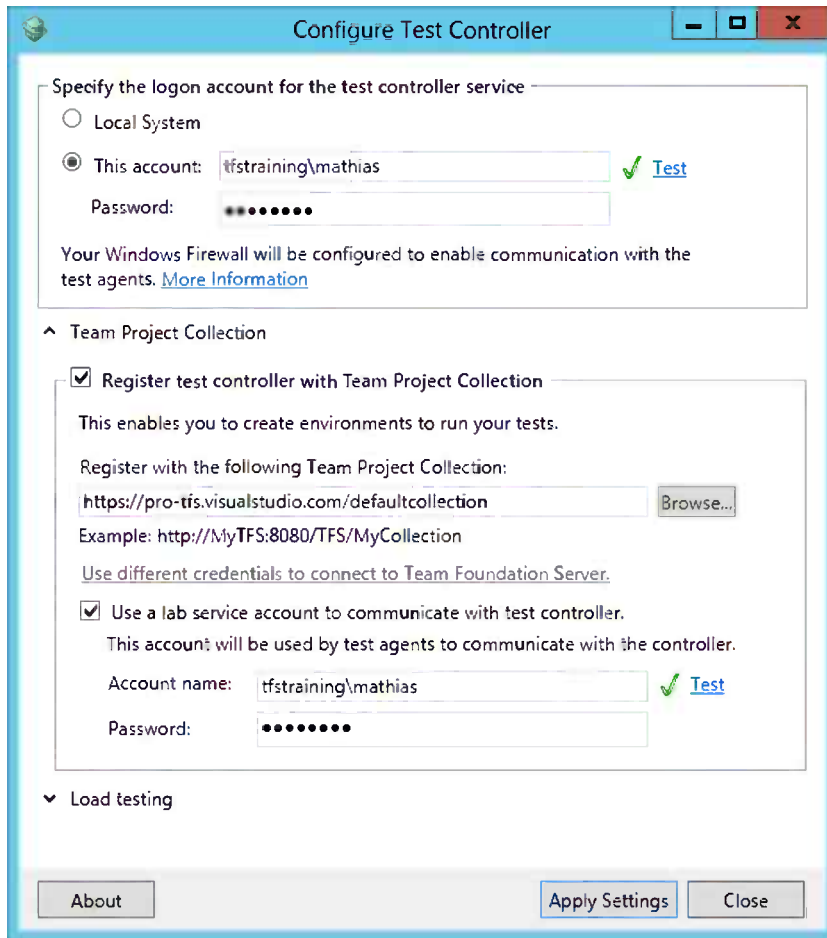 Configure Test Controller
Specify the logon account for the test controller service
Local System
This account: tfstraining\mathias Test
Password: ●●●●●●●●
Your Windows Firewall will be configured to enable communication with the
test agents. More Information
Team Project Collection
Register test controller with Team Project Collection
This enables you to create environments to run your tests.
Register with the following Team Project Collection:
https://pro-tfs.visualstudio.com/defaultcollection Browse...
Example: http://MyTFS:8080/TFS/MyCollection
Use different credentials to connect to Team Foundation Server.
Use a lab service account to communicate with test controller.
This account will be used by test agents to communicate with the controller.
Account name: tfstraining\mathias Test
Password: ●●●●●●●●
Load testing
About Apply Settings Close